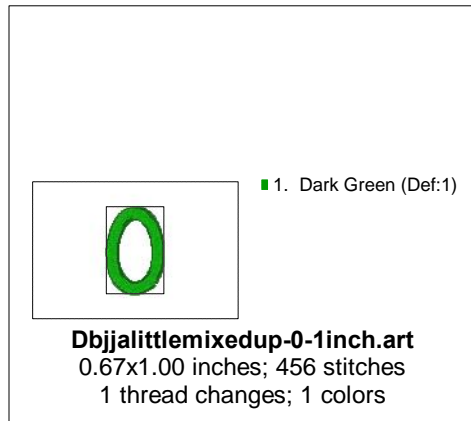 1. Dark Green (Def:1)
0
Dbjjalittlemixedup-0-1inch.art
0.67x1.00 inches; 456 stitches
1 thread changes; 1 colors